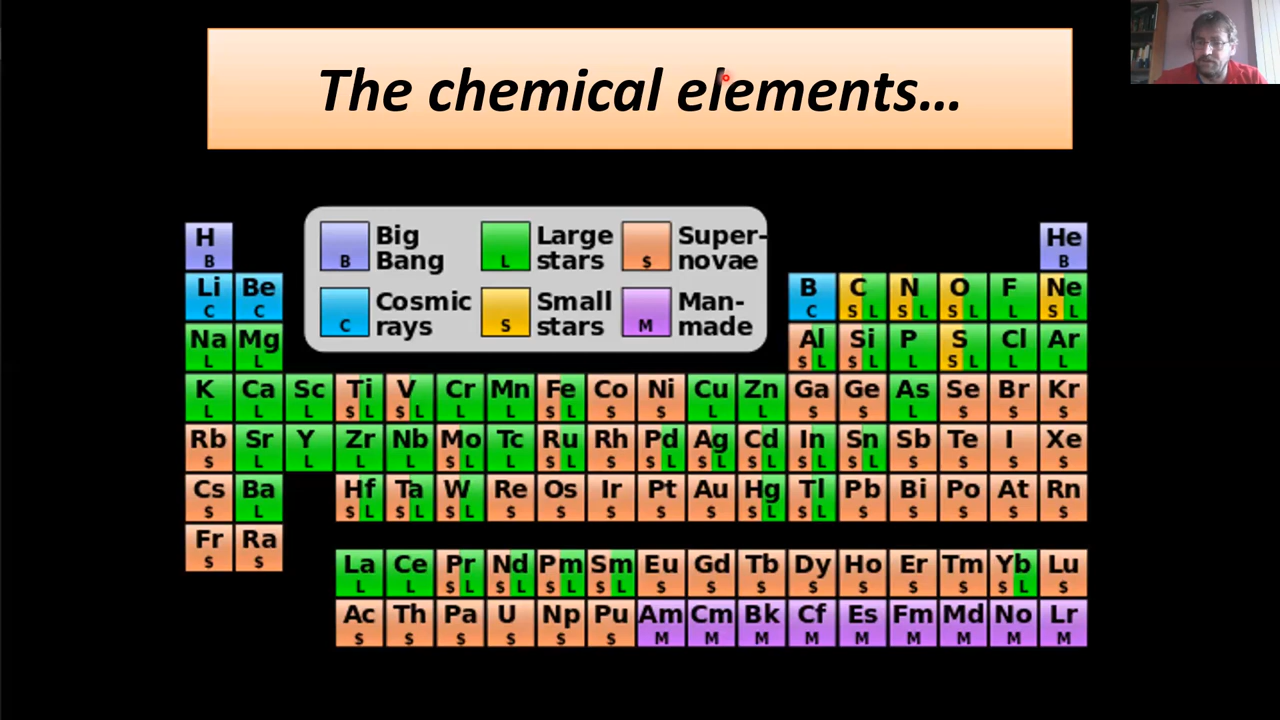 The chemical elements...
Big Bang
B
Large stars
L
Super-novae
$
Cosmic rays
C
Small stars
S
Man-made
M
H He
B B
Li Be B C N O F Ne
C C C S L S L S L L S L
Na Mg Al Si P S Cl Ar
L L $ L $ L L S L L L
K Ca Sc Ti V Cr Mn Fe Co Ni Cu Zn Ga Ge As Se Br Kr
L L L $ L $ L L L $ L $ $ L L $ $ L $ $ $
Rb Sr Y Zr Nb Mo Tc Ru Rh Pd Ag Cd In Sn Sb Te I Xe
$ L L L L $ L L $ L $ $ L $ L $ L $ L $ L $ $ $ $
Cs Ba Hf Ta W Re Os Ir Pt Au Hg Tl Pb Bi Po At Rn
$ L $ L $ L $ L $ $ $ $ $ $ L $ L $ $ $ $ $
Fr Ra
$ $
La Ce Pr Nd Pm Sm Eu Gd Tb Dy Ho Er Tm Yb Lu
L L $ L $ L $ L $ L $ $ $ $ $ $ $ $ L $
Ac Th Pa U Np Pu Am Cm Bk Cf Es Fm Md No Lr
$ $ $ $ $ $ M M M M M M M M M